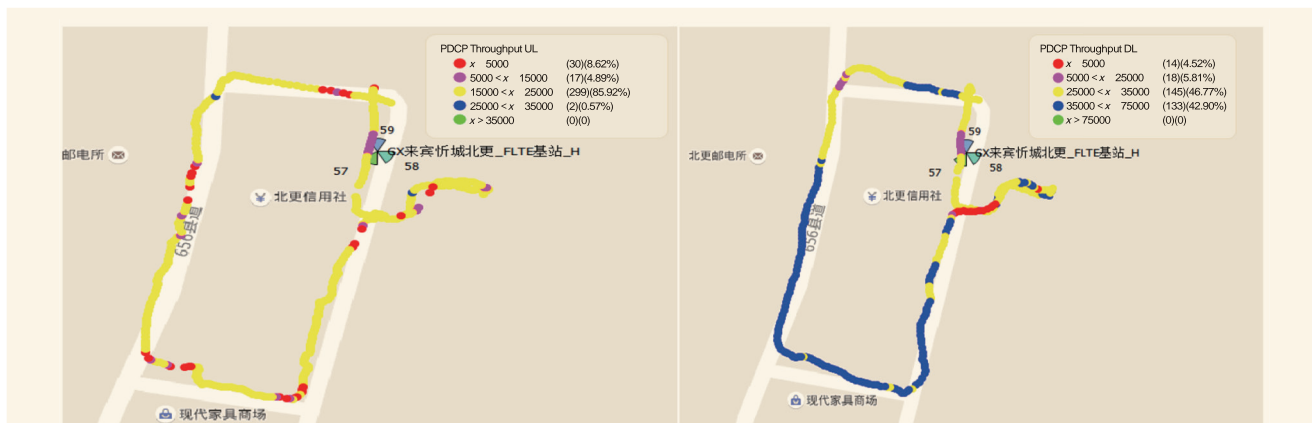 PDCP Throughput UL
x 5000 (30)(8.62%)
5000 < x 15000 (17)(4.89%)
15000 < x 25000 (299)(85.92%)
25000 < x 35000 (2)(0.57%)
x > 35000 (0)(0)
59
GX来宾忻城北更_FLTE基站_H
邮电所
57
58
北更信用社
656县道
现代家具商场
PDCP Throughput DL
x 5000 (14)(4.52%)
5000 < x 25000 (18)(5.81%)
25000 < x 35000 (145)(46.77%)
35000 < x 75000 (133)(42.90%)
x > 75000 (0)(0)
59
GX来宾忻城北更_FLTE基站_H
北更邮电所
57
58
北更信用社
656县道
现代家具商场